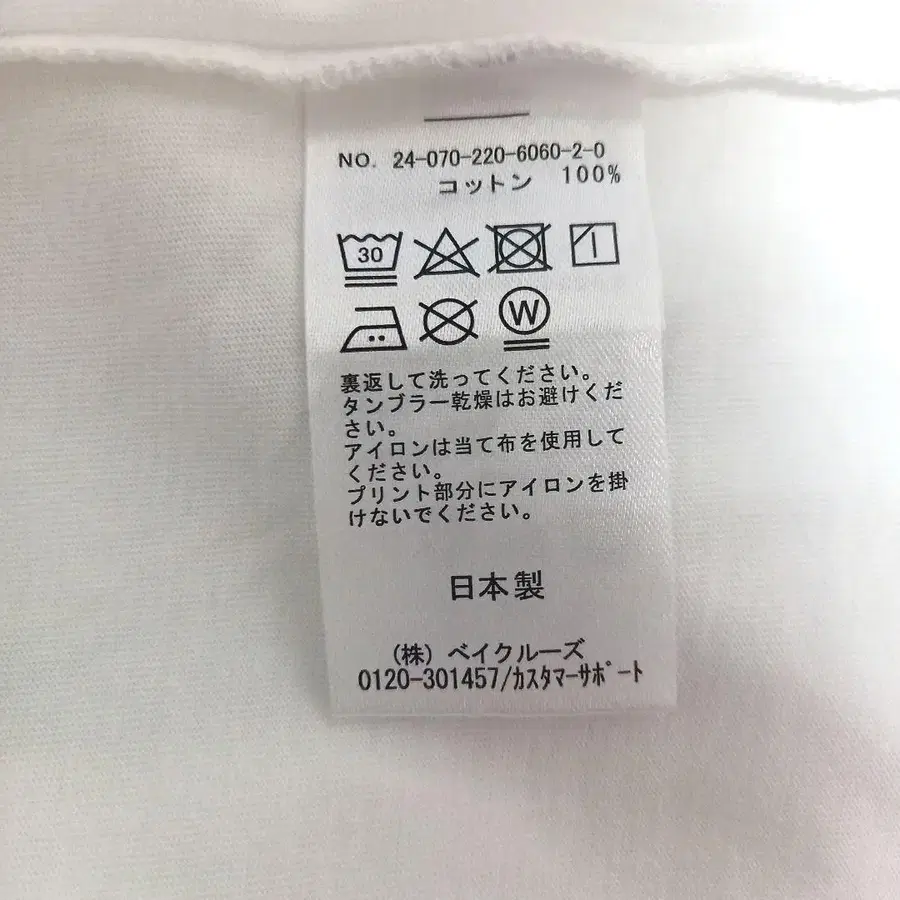 NO. 24-070-220-6060-2-0
コットン 100%
30
W
裏返して洗ってください。
タンブラー乾燥はお避けくだ
さい。
アイロンは当て布を使用して
ください。
プリント部分にアイロンを掛
けないでください。
日本製
(株) ベイクルーズ
0120-301457/ｶｽﾀﾏｰｻﾎﾟｰﾄ